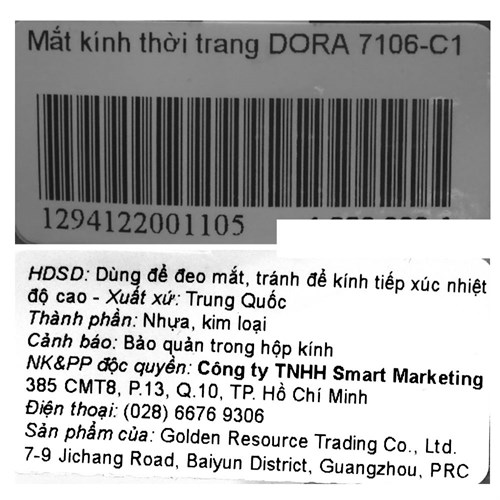 Mắt kính thời trang DORA 7106-C1
1294122001105
HDSD: Dùng để đeo mắt, tránh để kính tiếp xúc nhiệt
độ cao - Xuất xứ: Trung Quốc
Thành phần: Nhựa, kim loại
Cảnh báo: Bảo quản trong hộp kính
NK&PP độc quyền: Công ty TNHH Smart Marketing
385 CMT8, P.13, Q.10, TP. Hồ Chí Minh
Điện thoại: (028) 6676 9306
Sản phẩm của: Golden Resource Trading Co., Ltd.
7-9 Jichang Road, Baiyun District, Guangzhou, PRC